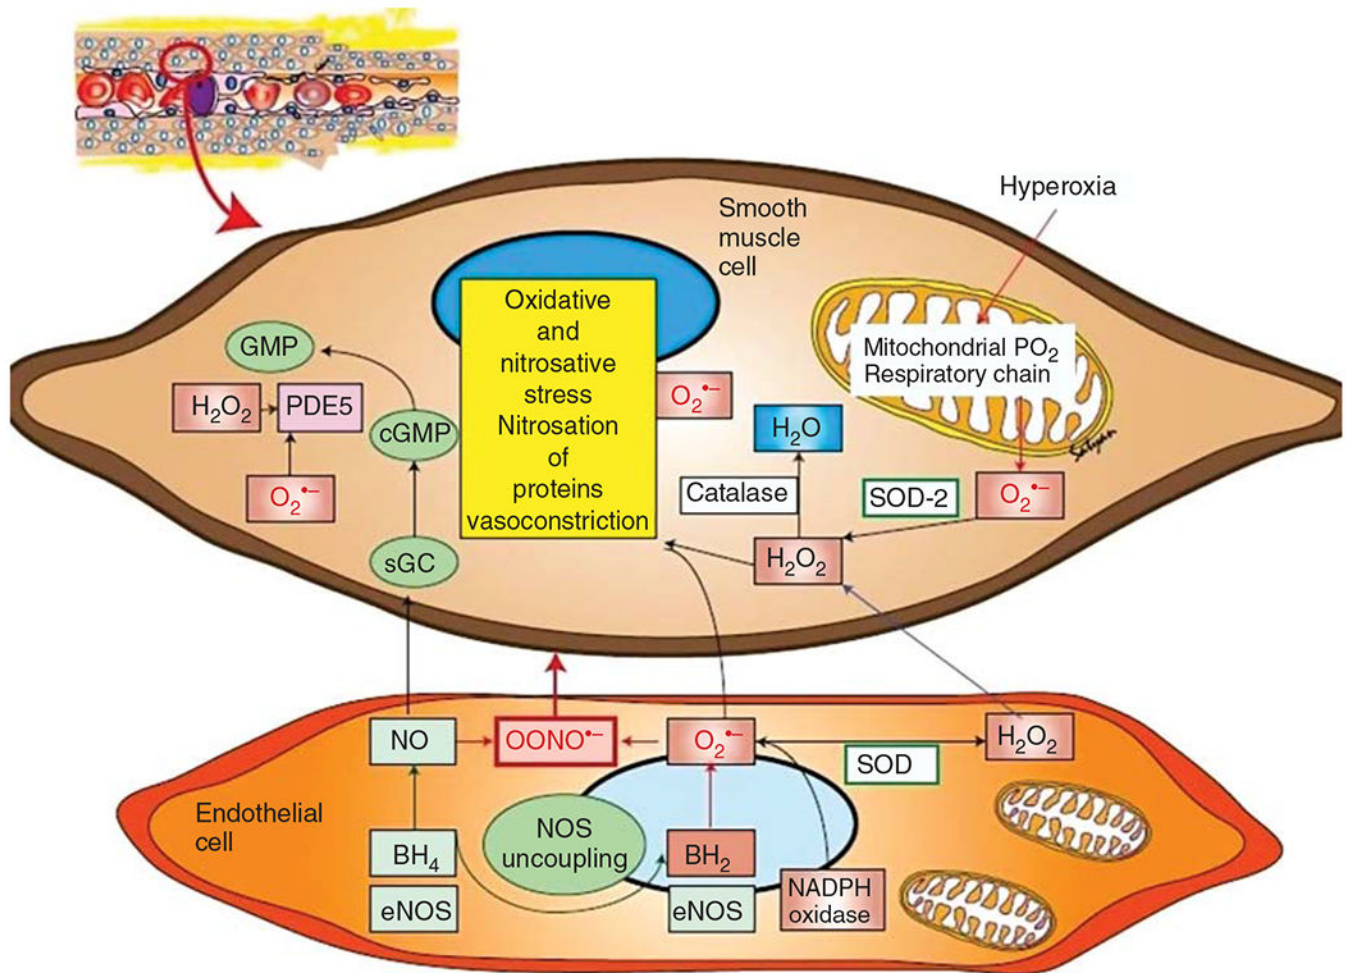 Hyperoxia
Smooth
muscle
cell
Oxidative
and
nitrosative
stress
Nitrosation
of
proteins
vasoconstriction
GMP
H₂O₂
PDE5
cGMP
O₂•–
sGC
O₂•–
Mitochondrial PO₂
Respiratory chain
H₂O
Catalase
SOD-2
O₂•–
H₂O₂
Endothelial
cell
NO
OONO•–
O₂•–
SOD
H₂O₂
BH₄
eNOS
NOS
uncoupling
BH₂
eNOS
NADPH
oxidase